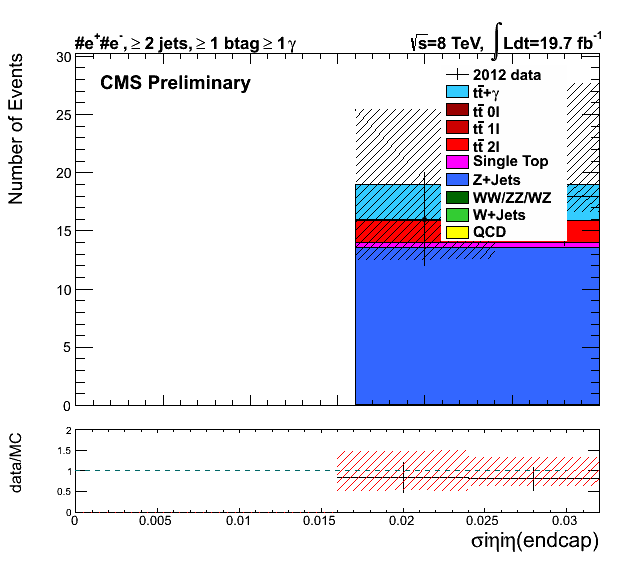 #e+#e-, ≥ 2 jets, ≥ 1 btag ≥ 1γ
√s=8 TeV, ∫Ldt=19.7 fb-1
Number of Events
30
25
20
15
10
5
0
CMS Preliminary
2012 data
tt̄+γ
tt̄ 0l
tt̄ 1l
tt̄ 2l
Single Top
Z+Jets
WW/ZZ/WZ
W+Jets
QCD
data/MC
2
1.5
1
0.5
0
0 0.005 0.01 0.015 0.02 0.025 0.03
σiηiη(endcap)